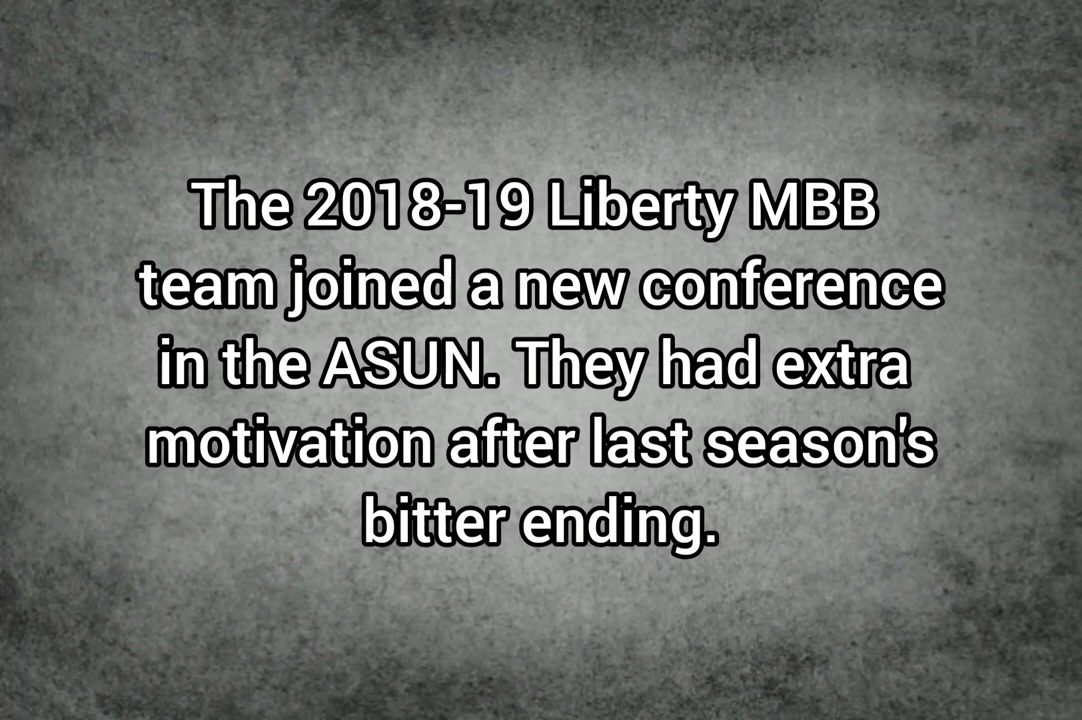 The 2018-19 Liberty MBB
team joined a new conference
in the ASUN. They had extra
motivation after last season's
bitter ending.